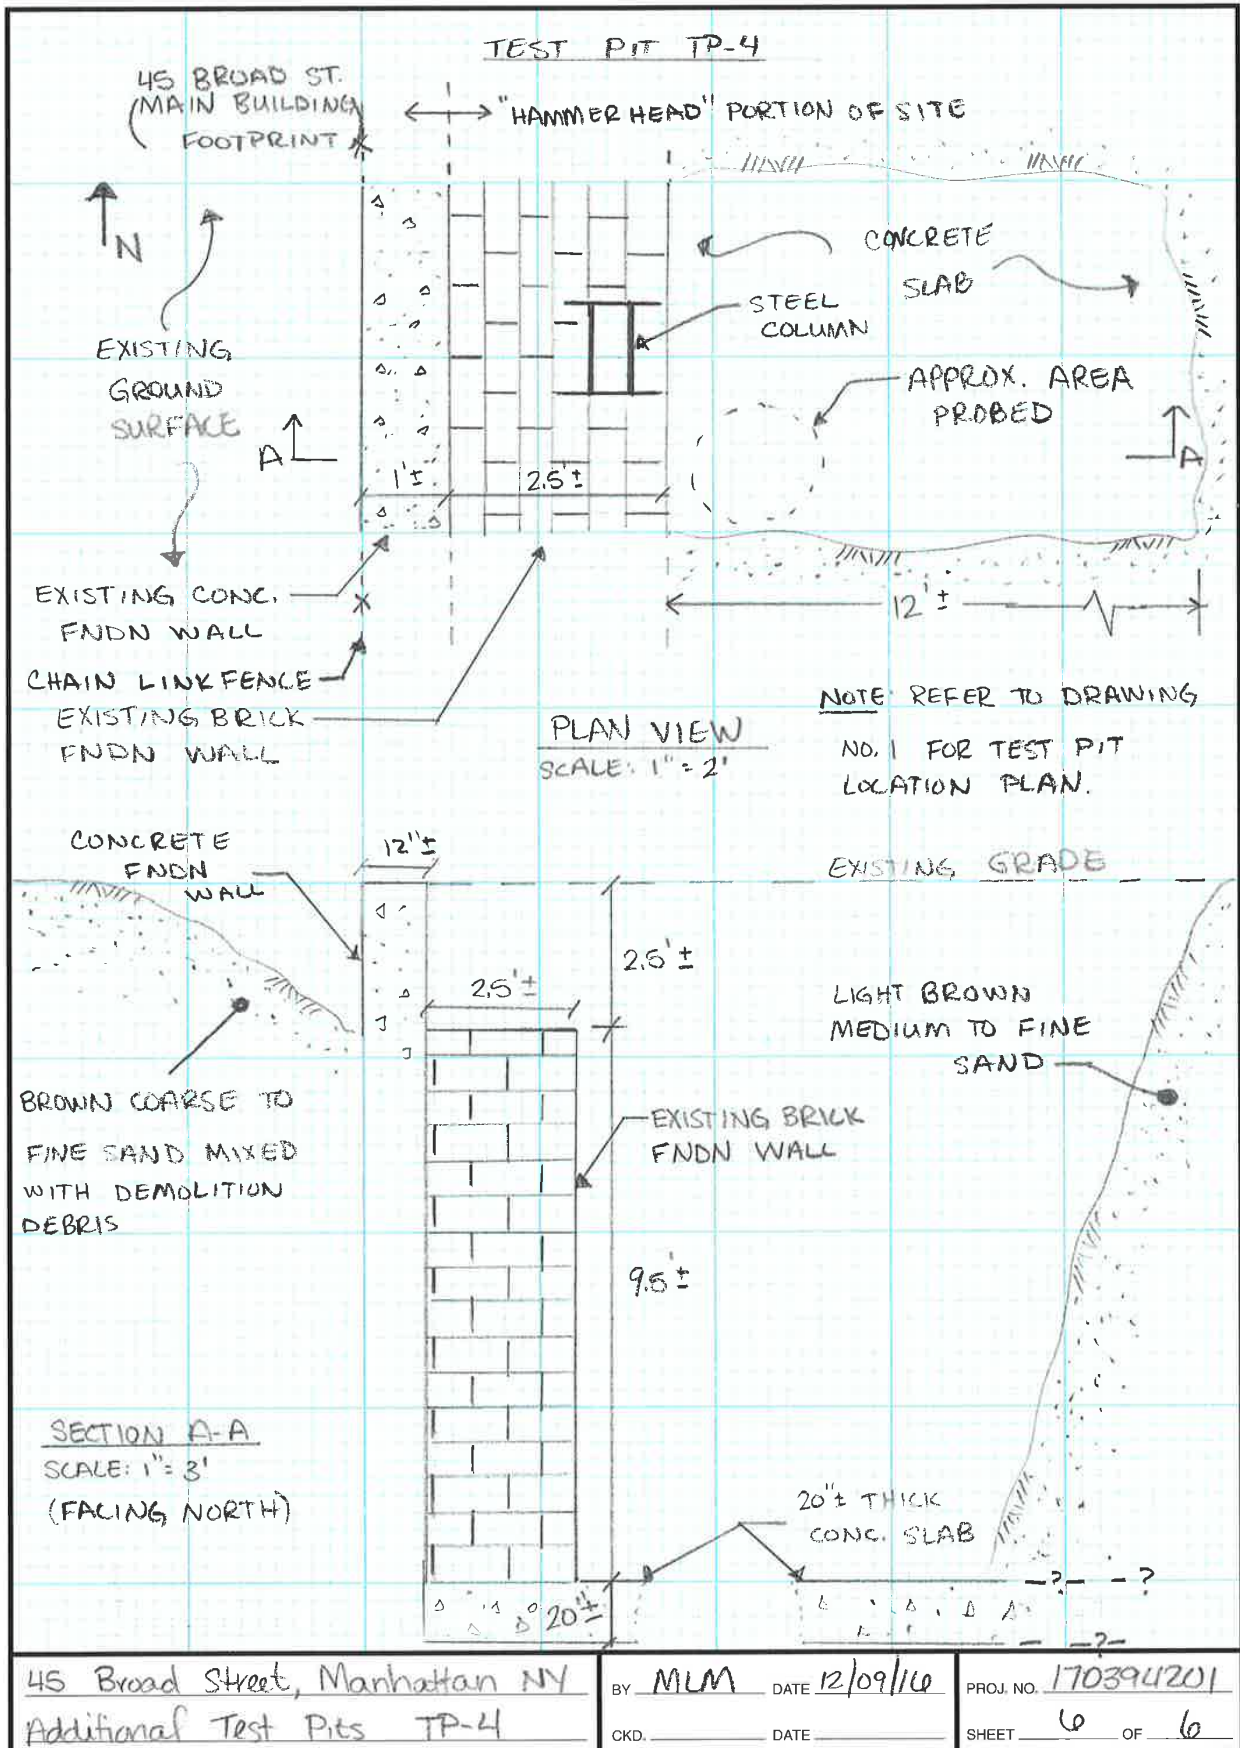 TEST PIT TP-4
45 BROAD ST.
(MAIN BUILDING)
FOOTPRINT
"HAMMER HEAD" PORTION OF SITE
N
CONCRETE
SLAB
STEEL
COLUMN
EXISTING
GROUND
SURFACE
APPROX. AREA
PROBED
A
A
1'±
2.5'±
EXISTING CONC.
FNDN WALL
12'±
CHAIN LINK FENCE
EXISTING BRICK
FNDN WALL
PLAN VIEW
SCALE: 1" = 2'
NOTE: REFER TO DRAWING
NO. 1 FOR TEST PIT
LOCATION PLAN.
CONCRETE
FNDN
WALL
12"±
EXISTING GRADE
2.5'±
2.5'±
LIGHT BROWN
MEDIUM TO FINE
SAND
BROWN COARSE TO
FINE SAND MIXED
WITH DEMOLITION
DEBRIS
EXISTING BRICK
FNDN WALL
9.5'±
SECTION A-A
SCALE: 1" = 3'
(FACING NORTH)
20"± THICK
CONC. SLAB
?
?
20"±
?
45 Broad Street, Manhattan NY
Additional Test Pits TP-4
BY MLM DATE 12/09/16
CKD. DATE
PROJ. NO. 170394201
SHEET 6 OF 6